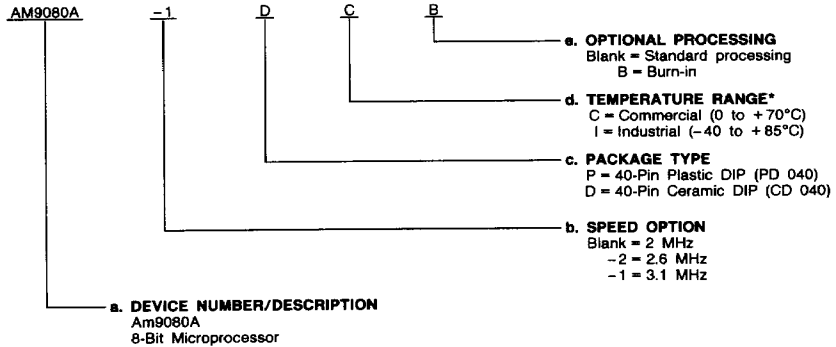 AM9080A -1 D C B
e. OPTIONAL PROCESSING
Blank = Standard processing
B = Burn-in
d. TEMPERATURE RANGE*
C = Commercial (0 to +70°C)
I = Industrial (-40 to +85°C)
c. PACKAGE TYPE
P = 40-Pin Plastic DIP (PD 040)
D = 40-Pin Ceramic DIP (CD 040)
b. SPEED OPTION
Blank = 2 MHz
-2 = 2.6 MHz
-1 = 3.1 MHz
a. DEVICE NUMBER/DESCRIPTION
Am9080A
8-Bit Microprocessor